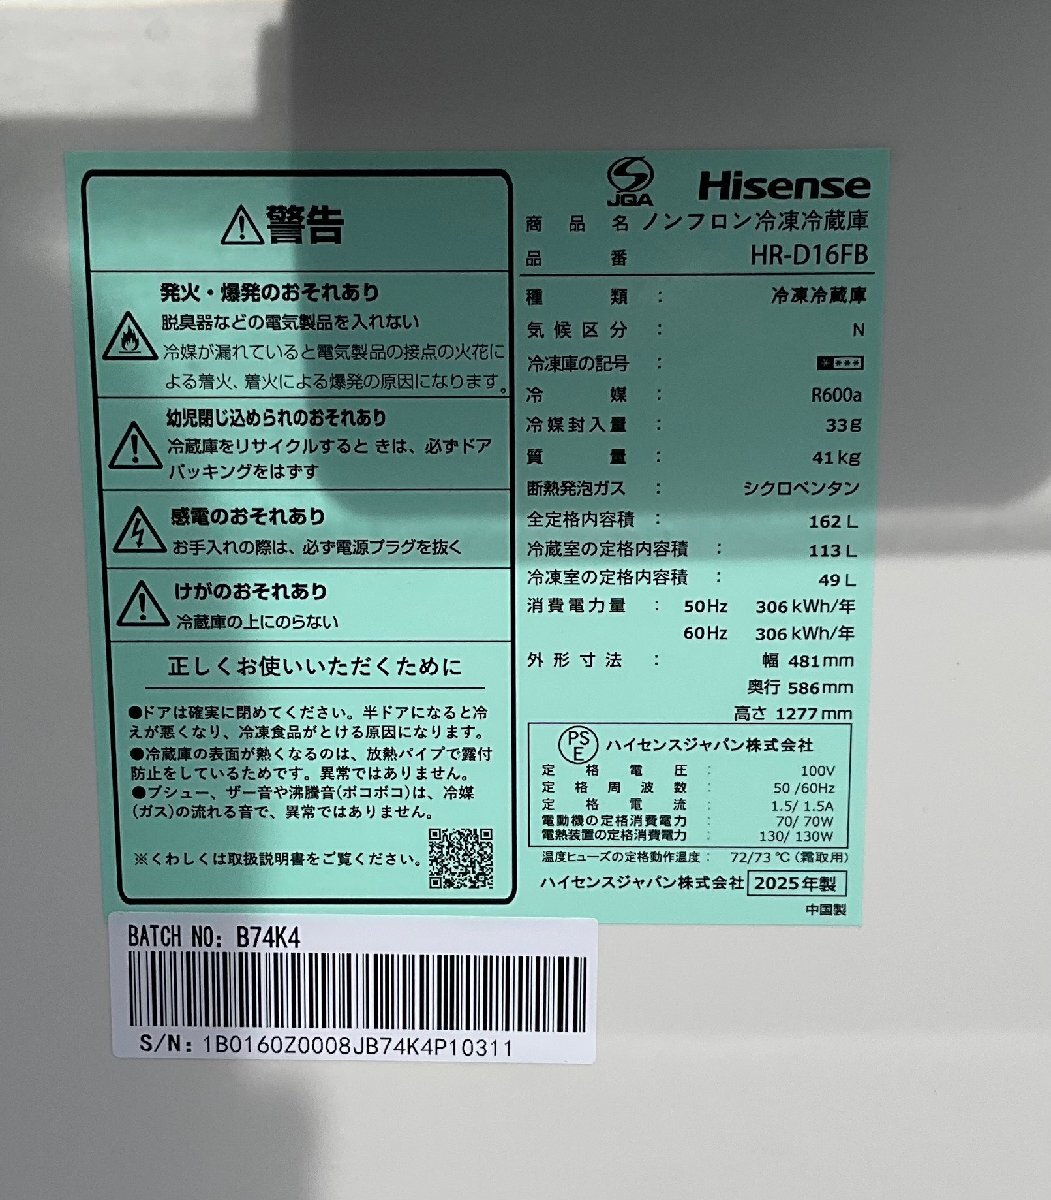 警告
発火・爆発のおそれあり
脱臭器などの電気製品を入れない
冷媒が漏れていると電気製品の接点の火花に
よる着火、着火による爆発の原因になります。
幼児閉じ込められのおそれあり
冷蔵庫をリサイクルするときは、必ずドア
パッキングをはずす
感電のおそれあり
お手入れの際は、必ず電源プラグを抜く
けがのおそれあり
冷蔵庫の上にのらない
正しくお使いいただくために
●ドアは確実に閉めてください。半ドアになると冷
えが悪くなり、冷凍食品がとける原因になります。
●冷蔵庫の表面が熱くなるのは、放熱パイプで露付
防止をしているためです。異常ではありません。
●ブシュー、ザー音や沸騰音(ポコポコ)は、冷媒
(ガス)の流れる音で、異常ではありません。
※くわしくは取扱説明書をご覧ください。
JQA Hisense
商品名 ノンフロン冷凍冷蔵庫
品番 HR-D16FB
種類 : 冷凍冷蔵庫
気候区分 : N
冷凍庫の記号 : * ***
冷媒 : R600a
冷媒封入量 : 33g
質量 : 41kg
断熱発泡ガス : シクロペンタン
全定格内容積 : 162L
冷蔵室の定格内容積 : 113L
冷凍室の定格内容積 : 49L
消費電力量 : 50Hz 306kWh/年
60Hz 306kWh/年
外形寸法 : 幅 481mm
奥行 586mm
高さ 1277mm
PSE ハイセンスジャパン株式会社
定格電圧 : 100V
定格周波数 : 50/60Hz
定格電流 : 1.5/1.5A
電動機の定格消費電力 : 70/70W
電熱装置の定格消費電力 : 130/130W
温度ヒューズの定格動作温度: 72/73℃(霜取用)
ハイセンスジャパン株式会社 2025年製
中国製
BATCH NO: B74K4
S/N: 1B0160Z0008JB74K4P10311